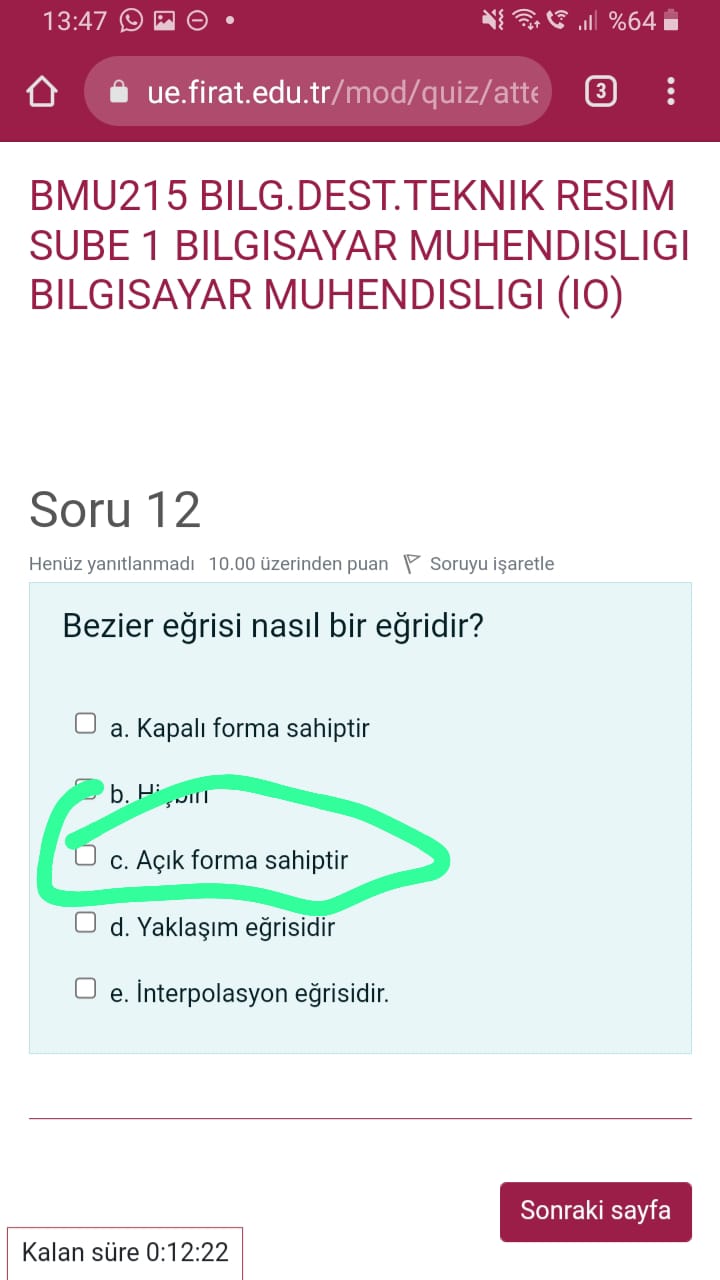 13:47
%64
ue.firat.edu.tr/mod/quiz/atte
3
BMU215 BILG.DEST.TEKNIK RESIM
SUBE 1 BILGISAYAR MUHENDISLIGI
BILGISAYAR MUHENDISLIGI (IO)
Soru 12
Henüz yanıtlanmadı 10.00 üzerinden puan Soruyu işaretle
Bezier eğrisi nasıl bir eğridir?
a. Kapalı forma sahiptir
b. Hiçbiri
c. Açık forma sahiptir
d. Yaklaşım eğrisidir
e. İnterpolasyon eğrisidir.
Sonraki sayfa
Kalan süre 0:12:22